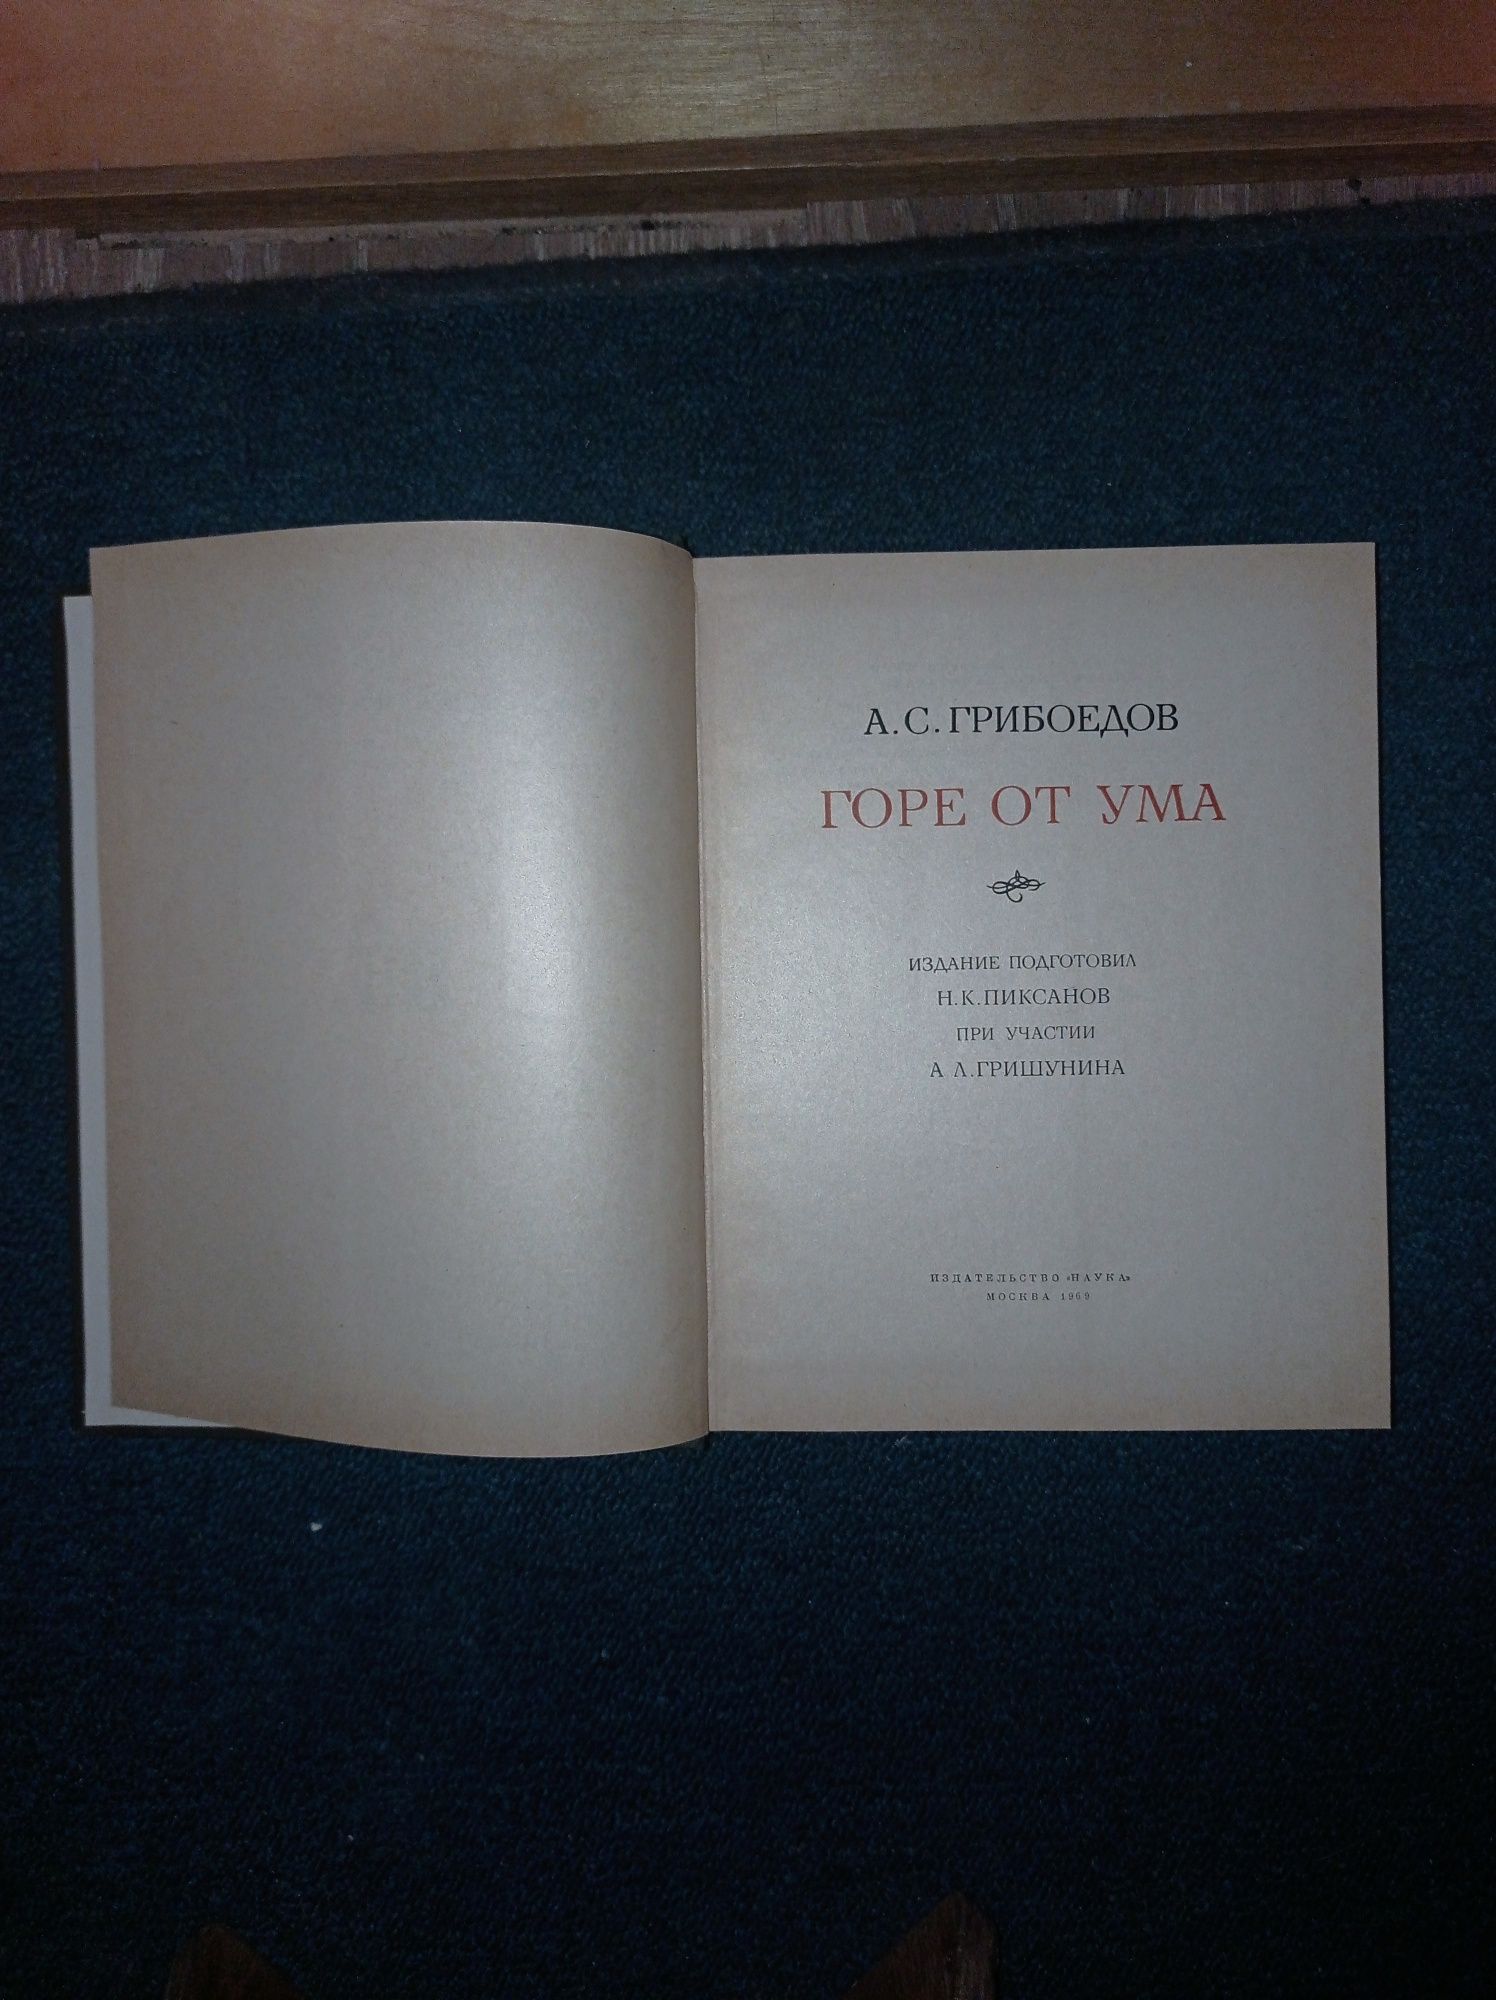 А. С. ГРИБОЕДОВ
ГОРЕ ОТ УМА
ИЗДАНИЕ ПОДГОТОВИЛ
Н. К. ПИКСАНОВ
ПРИ УЧАСТИИ
А Л. ГРИШУНИНА
ИЗДАТЕЛЬСТВО «НАУКА»
МОСКВА 1969